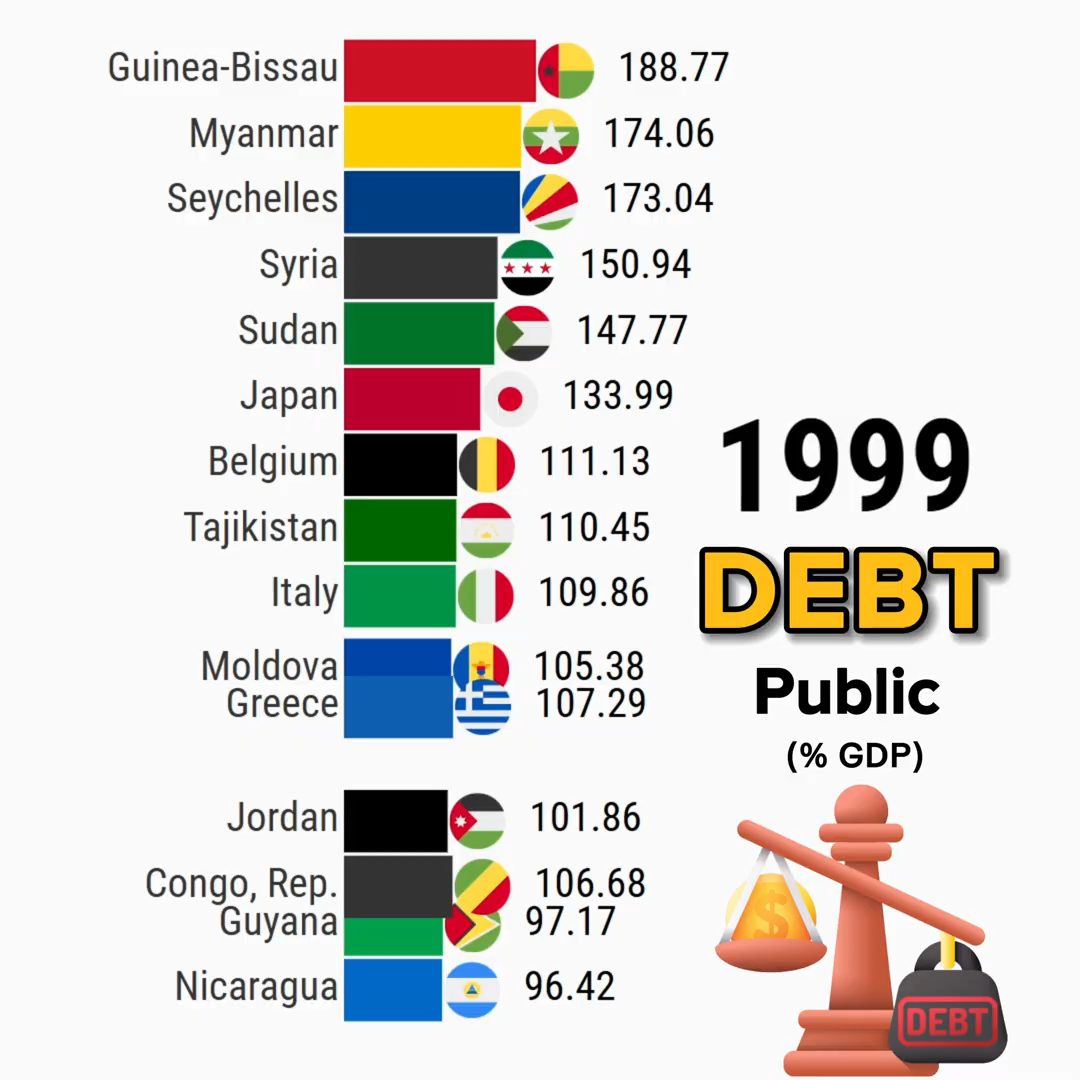 Guinea-Bissau 188.77
Myanmar 174.06
Seychelles 173.04
Syria 150.94
Sudan 147.77
Japan 133.99
Belgium 111.13
Tajikistan 110.45
Italy 109.86
Moldova 105.38
Greece 107.29
Jordan 101.86
Congo, Rep. 106.68
Guyana 97.17
Nicaragua 96.42
1999
DEBT
Public
(% GDP)
$
DEBT